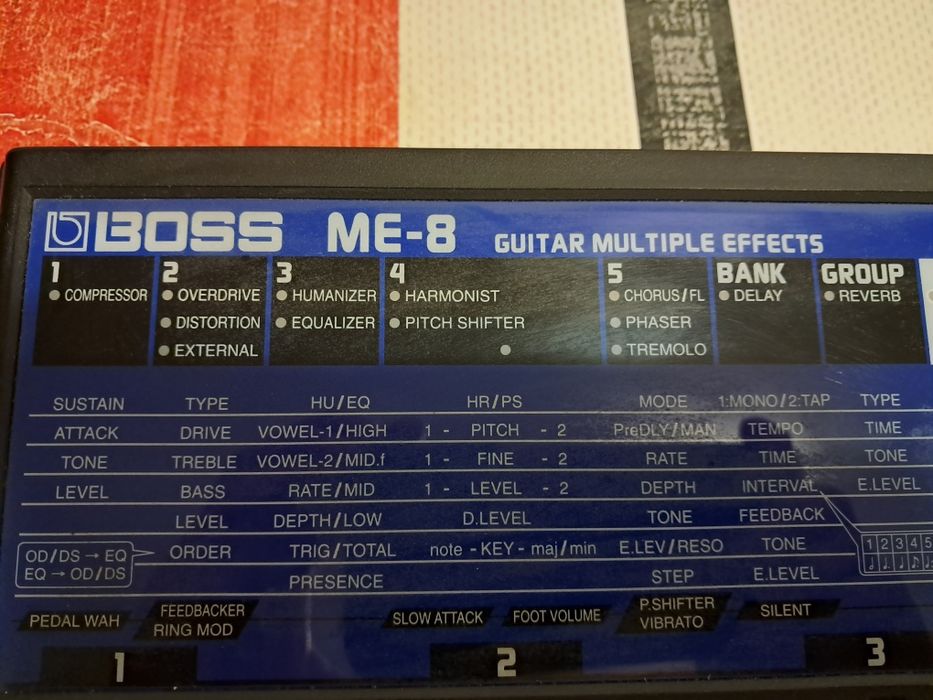 BOSS ME-8 GUITAR MULTIPLE EFFECTS
1 2 3 4 5 BANK GROUP
COMPRESSOR OVERDRIVE HUMANIZER HARMONIST CHORUS/FL DELAY REVERB
DISTORTION EQUALIZER PITCH SHIFTER PHASER
EXTERNAL TREMOLO
SUSTAIN TYPE HU/EQ HR/PS MODE 1:MONO/2:TAP TYPE
ATTACK DRIVE VOWEL-1/HIGH 1 - PITCH - 2 PreDLY/MAN TEMPO TIME
TONE TREBLE VOWEL-2/MID.f 1 - FINE - 2 RATE TIME TONE
LEVEL BASS RATE/MID 1 - LEVEL - 2 DEPTH INTERVAL E.LEVEL
LEVEL DEPTH/LOW D.LEVEL TONE FEEDBACK
OD/DS → EQ ORDER TRIG/TOTAL note - KEY - maj/min E.LEV/RESO TONE 1 2 3 4 5
EQ → OD/DS PRESENCE STEP E.LEVEL
PEDAL WAH FEEDBACKER SLOW ATTACK FOOT VOLUME P.SHIFTER SILENT
RING MOD VIBRATO
1 2 3